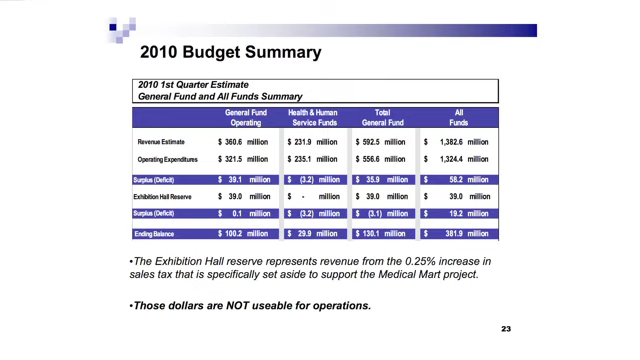 2010 Budget Summary
2010 1st Quarter Estimate
General Fund and All Funds Summary
General Fund Operating Health & Human Service Funds Total General Fund All Funds
Revenue Estimate $ 360.6 million $ 231.9 million $ 592.5 million $ 1,382.6 million
Operating Expenditures $ 321.5 million $ 235.1 million $ 556.6 million $ 1,324.4 million
Surplus (Deficit) $ 39.1 million $ (3.2) million $ 35.9 million $ 58.2 million
Exhibition Hall Reserve $ 39.0 million $ - million $ 39.0 million $ 39.0 million
Surplus (Deficit) $ 0.1 million $ (3.2) million $ (3.1) million $ 19.2 million
Ending Balance $ 100.2 million $ 29.9 million $ 130.1 million $ 381.9 million
•The Exhibition Hall reserve represents revenue from the 0.25% increase in
sales tax that is specifically set aside to support the Medical Mart project.
•Those dollars are NOT useable for operations.
23